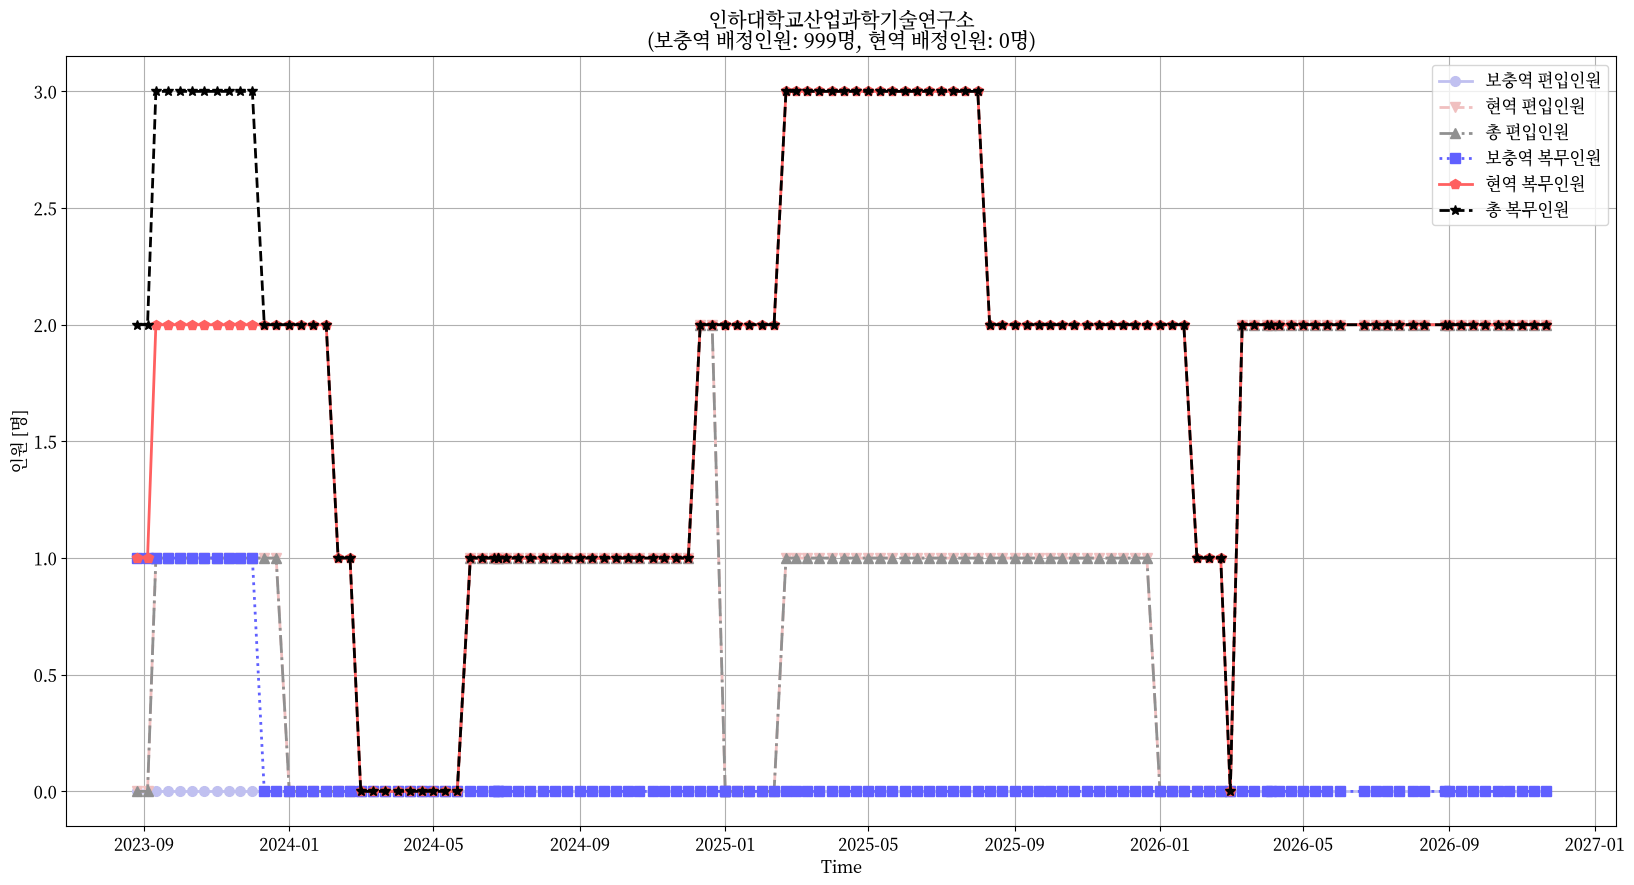 인하대학교산업과학기술연구소
(보충역 배정인원: 999명, 현역 배정인원: 0명)
보충역 편입인원
현역 편입인원
총 편입인원
보충역 복무인원
현역 복무인원
총 복무인원
인원 [명]
3.0
2.5
2.0
1.5
1.0
0.5
0.0
2023-09
2024-01
2024-05
2024-09
2025-01
2025-05
2025-09
2026-01
2026-05
2026-09
2027-01
Time